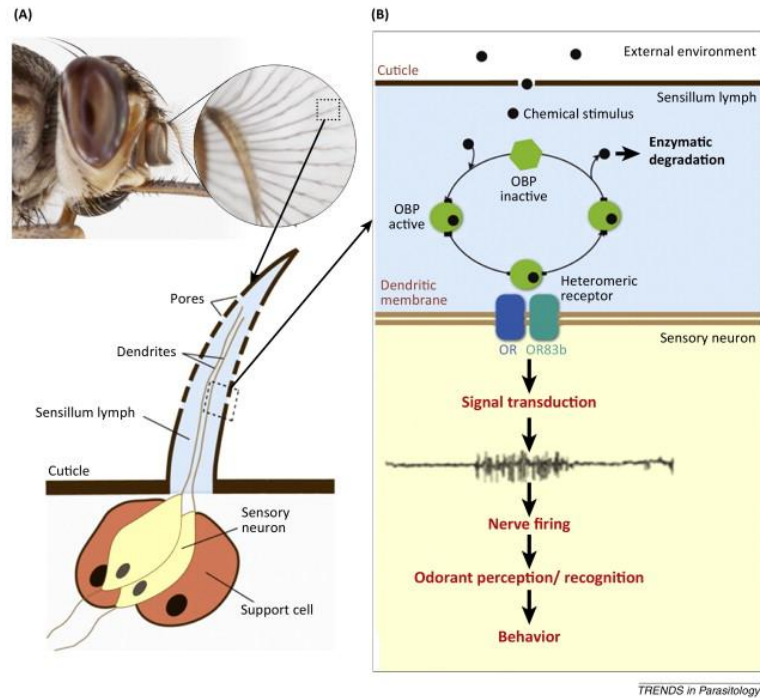 (A)
Pores
Dendrites
Sensillum lymph
Cuticle
Sensory
neuron
Support cell
(B)
External environment
Cuticle
Sensillum lymph
Chemical stimulus
Enzymatic
degradation
OBP
inactive
OBP
active
Heteromeric
receptor
Dendritic
membrane
Sensory neuron
OR
OR83b
Signal transduction
Nerve firing
Odorant perception/ recognition
Behavior
TRENDS in Parasitology